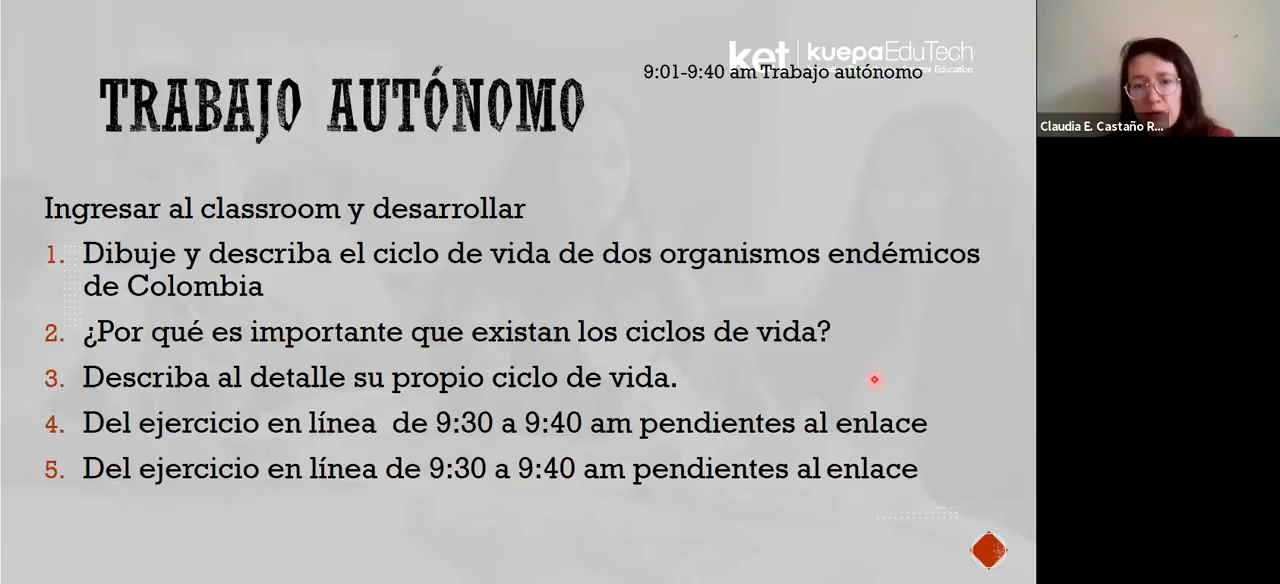 ket kuepaEduTech
9:01-9:40 am Trabajo autónomo
TRABAJO AUTÓNOMO
Claudia E. Castaño R...
Ingresar al classroom y desarrollar
1. Dibuje y describa el ciclo de vida de dos organismos endémicos
de Colombia
2. ¿Por qué es importante que existan los ciclos de vida?
3. Describa al detalle su propio ciclo de vida.
4. Del ejercicio en línea de 9:30 a 9:40 am pendientes al enlace
5. Del ejercicio en línea de 9:30 a 9:40 am pendientes al enlace